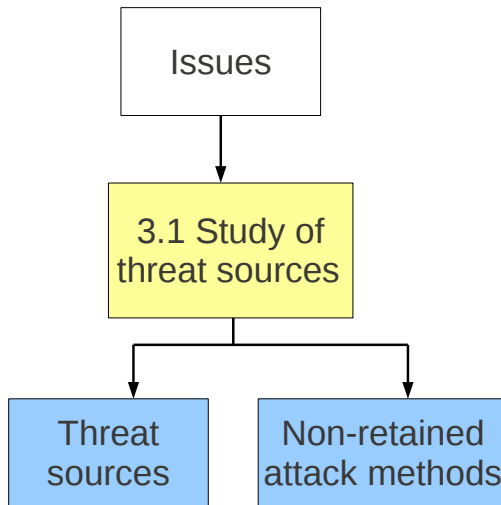 Issues
3.1 Study of
threat sources
Threat
sources
Non-retained
attack methods